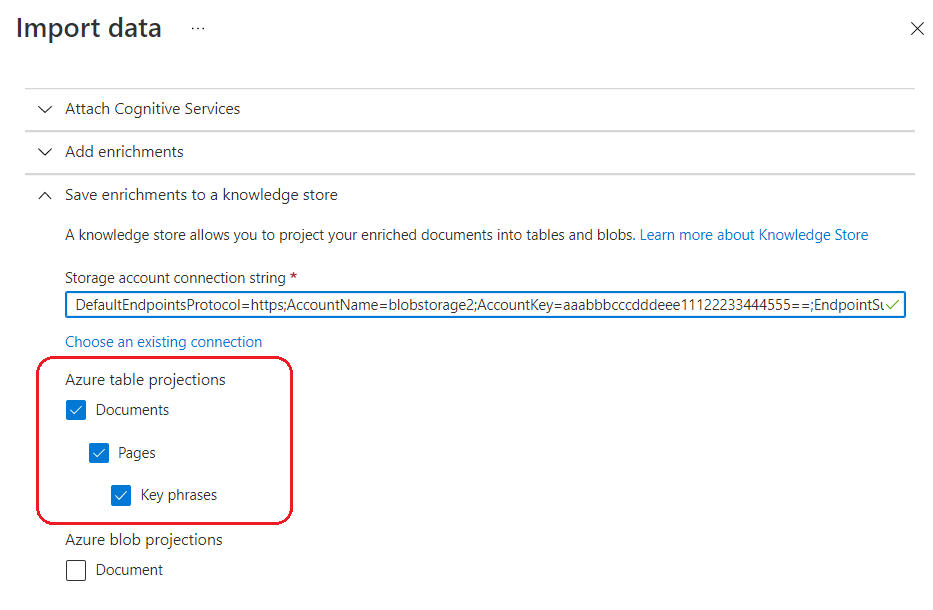 Import data ...
Attach Cognitive Services
Add enrichments
Save enrichments to a knowledge store
A knowledge store allows you to project your enriched documents into tables and blobs. Learn more about Knowledge Store
Storage account connection string *
DefaultEndpointsProtocol=https;AccountName=blobstorage2;AccountKey=aaabbbcccdddeee11122233444555==;EndpointSu
Choose an existing connection
Azure table projections
Documents
Pages
Key phrases
Azure blob projections
Document